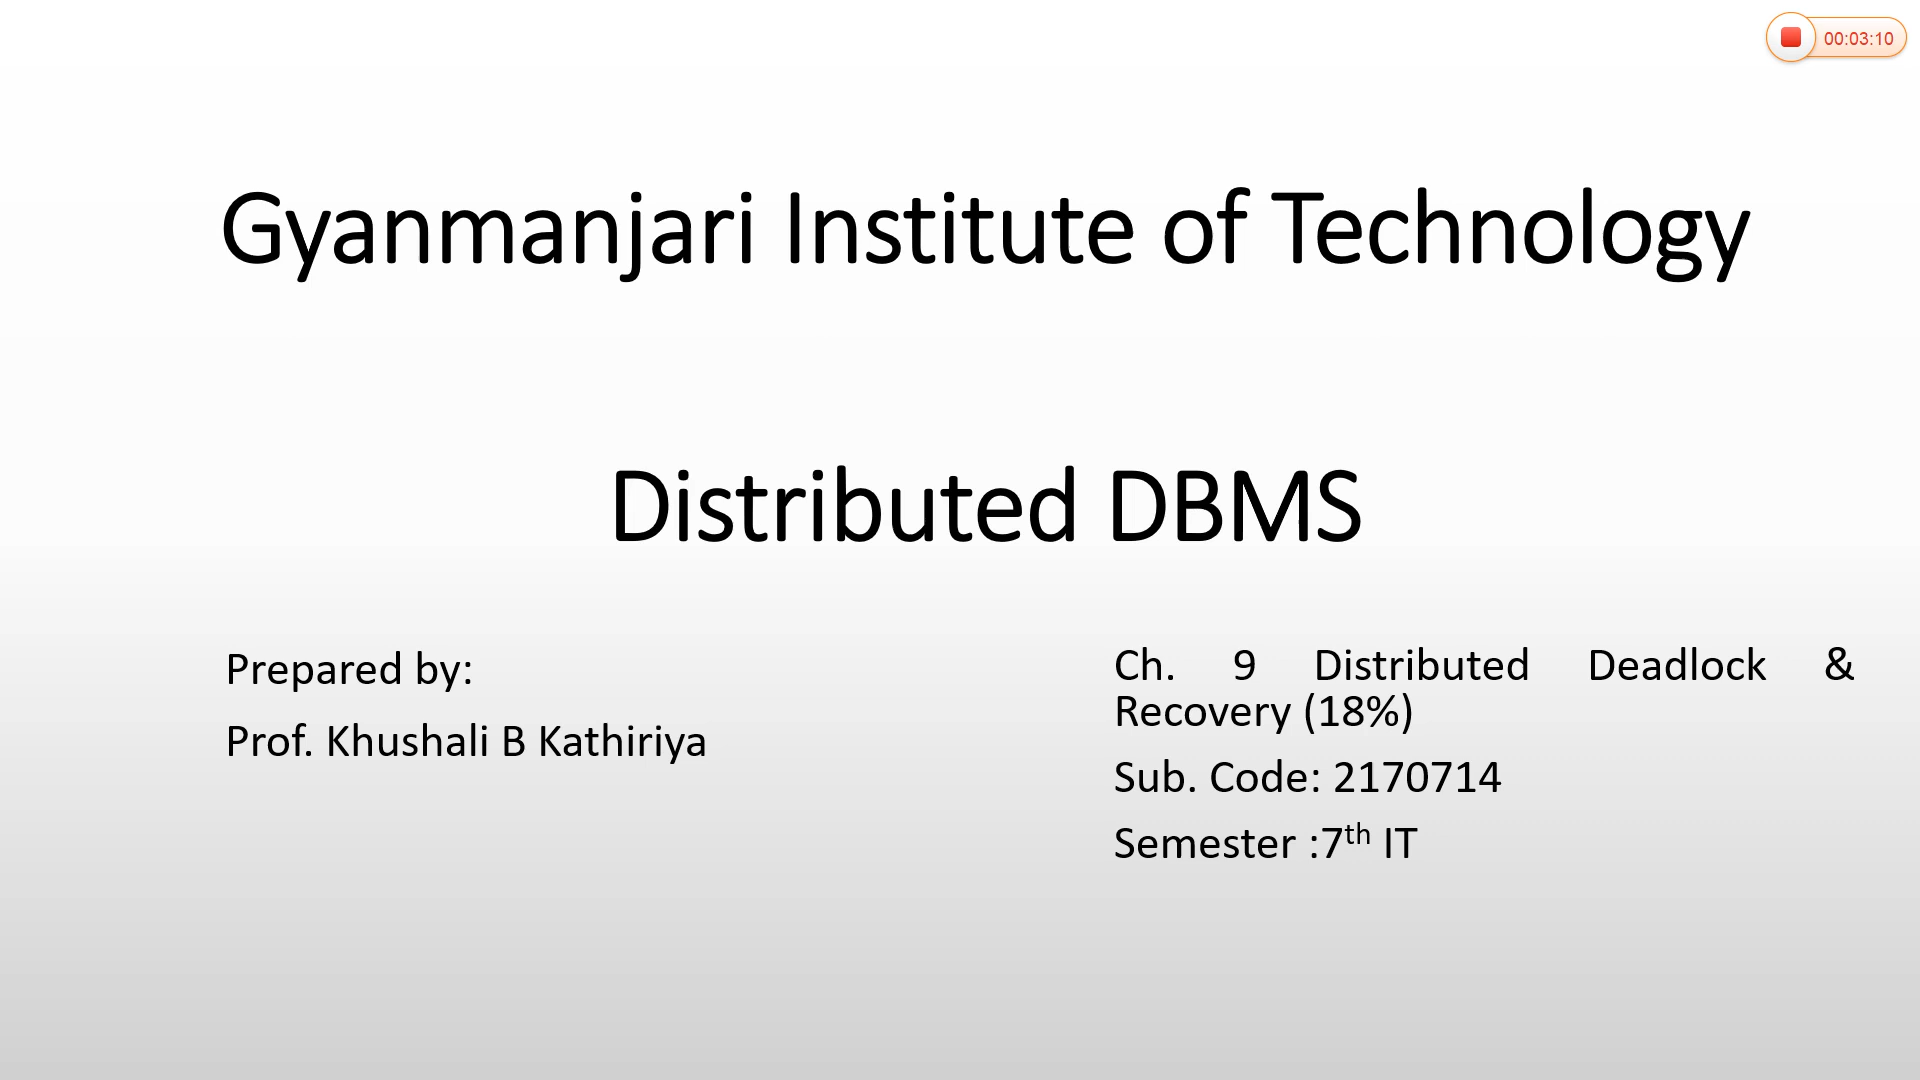 00:03:10
Gyanmanjari Institute of Technology
Distributed DBMS
Prepared by:
Prof. Khushali B Kathiriya
Ch. 9 Distributed Deadlock &
Recovery (18%)
Sub. Code: 2170714
Semester :7th IT